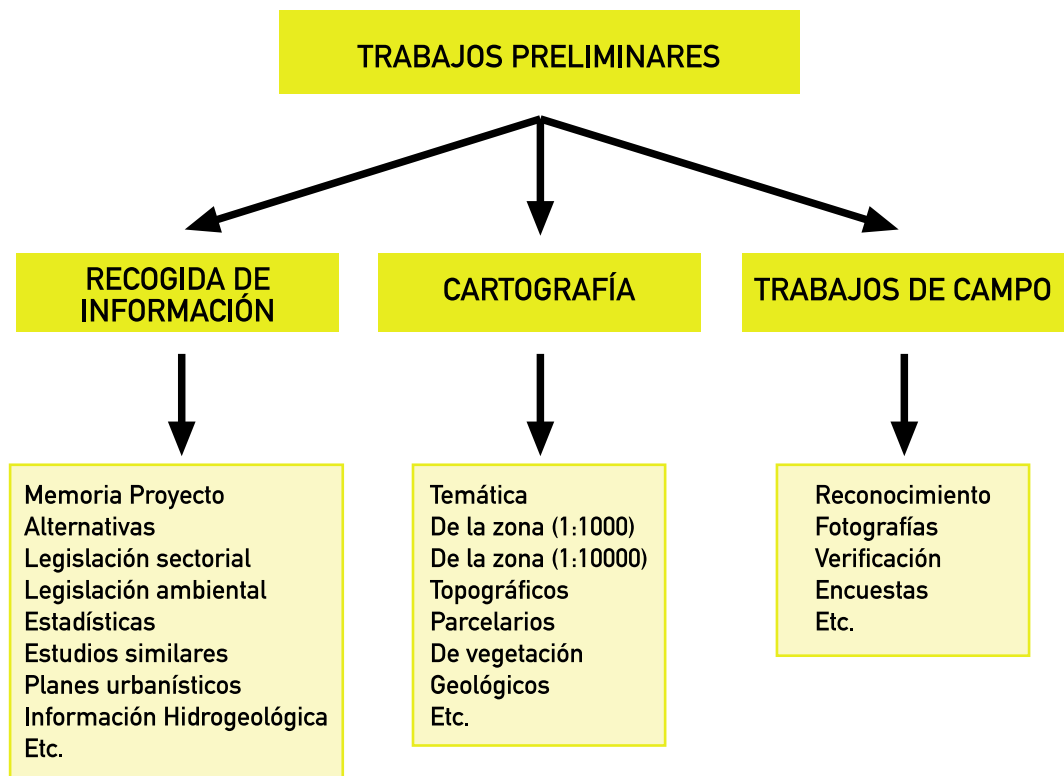 TRABAJOS PRELIMINARES
RECOGIDA DE
INFORMACIÓN
CARTOGRAFÍA
TRABAJOS DE CAMPO
Memoria Proyecto
Alternativas
Legislación sectorial
Legislación ambiental
Estadísticas
Estudios similares
Planes urbanísticos
Información Hidrogeológica
Etc.
Temática
De la zona (1:1000)
De la zona (1:10000)
Topográficos
Parcelarios
De vegetación
Geológicos
Etc.
Reconocimiento
Fotografías
Verificación
Encuestas
Etc.